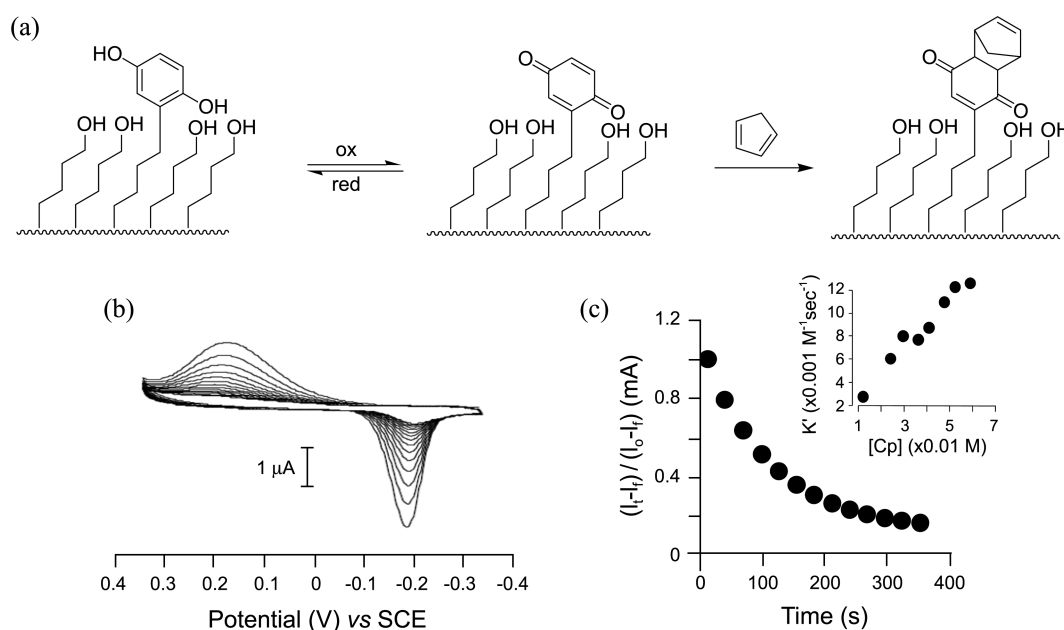 (a)
HO
OH
OH OH OH OH
ox
red
O
O
OH OH OH OH
O
O
OH OH OH OH
(b)
1 μA
0.4 0.3 0.2 0.1 0 -0.1 -0.2 -0.3 -0.4
Potential (V) vs SCE
(c)
1.2
0.8
0.4
0
(It-If) / (Io-If) (mA)
0 100 200 300 400
Time (s)
12
10
8
6
4
2
K' (x0.001 M⁻¹sec⁻¹)
1 3 5 7
[Cp] (x0.01 M)